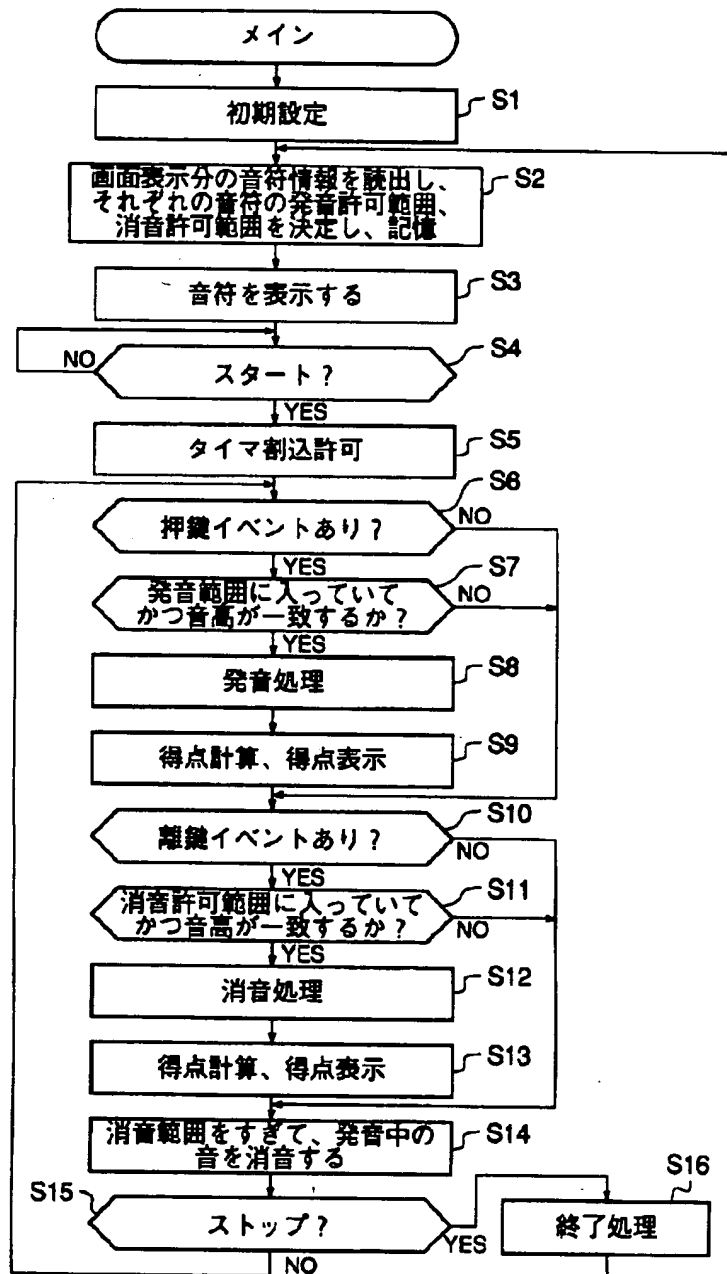 メイン
初期設定
S1
画面表示分の音符情報を読出し、
それぞれの音符の発音許可範囲、
消音許可範囲を決定し、記憶
S2
音符を表示する
S3
スタート？
S4
NO
YES
タイマ割込許可
S5
押鍵イベントあり？
S6
NO
YES
発音範囲に入っていて
かつ音高が一致するか？
S7
NO
YES
発音処理
S8
得点計算、得点表示
S9
離鍵イベントあり？
S10
NO
YES
消音許可範囲に入っていて
かつ音高が一致するか？
S11
NO
YES
消音処理
S12
得点計算、得点表示
S13
消音範囲をすぎて、発音中の
音を消音する
S14
S15
ストップ？
YES
NO
終了処理
S16